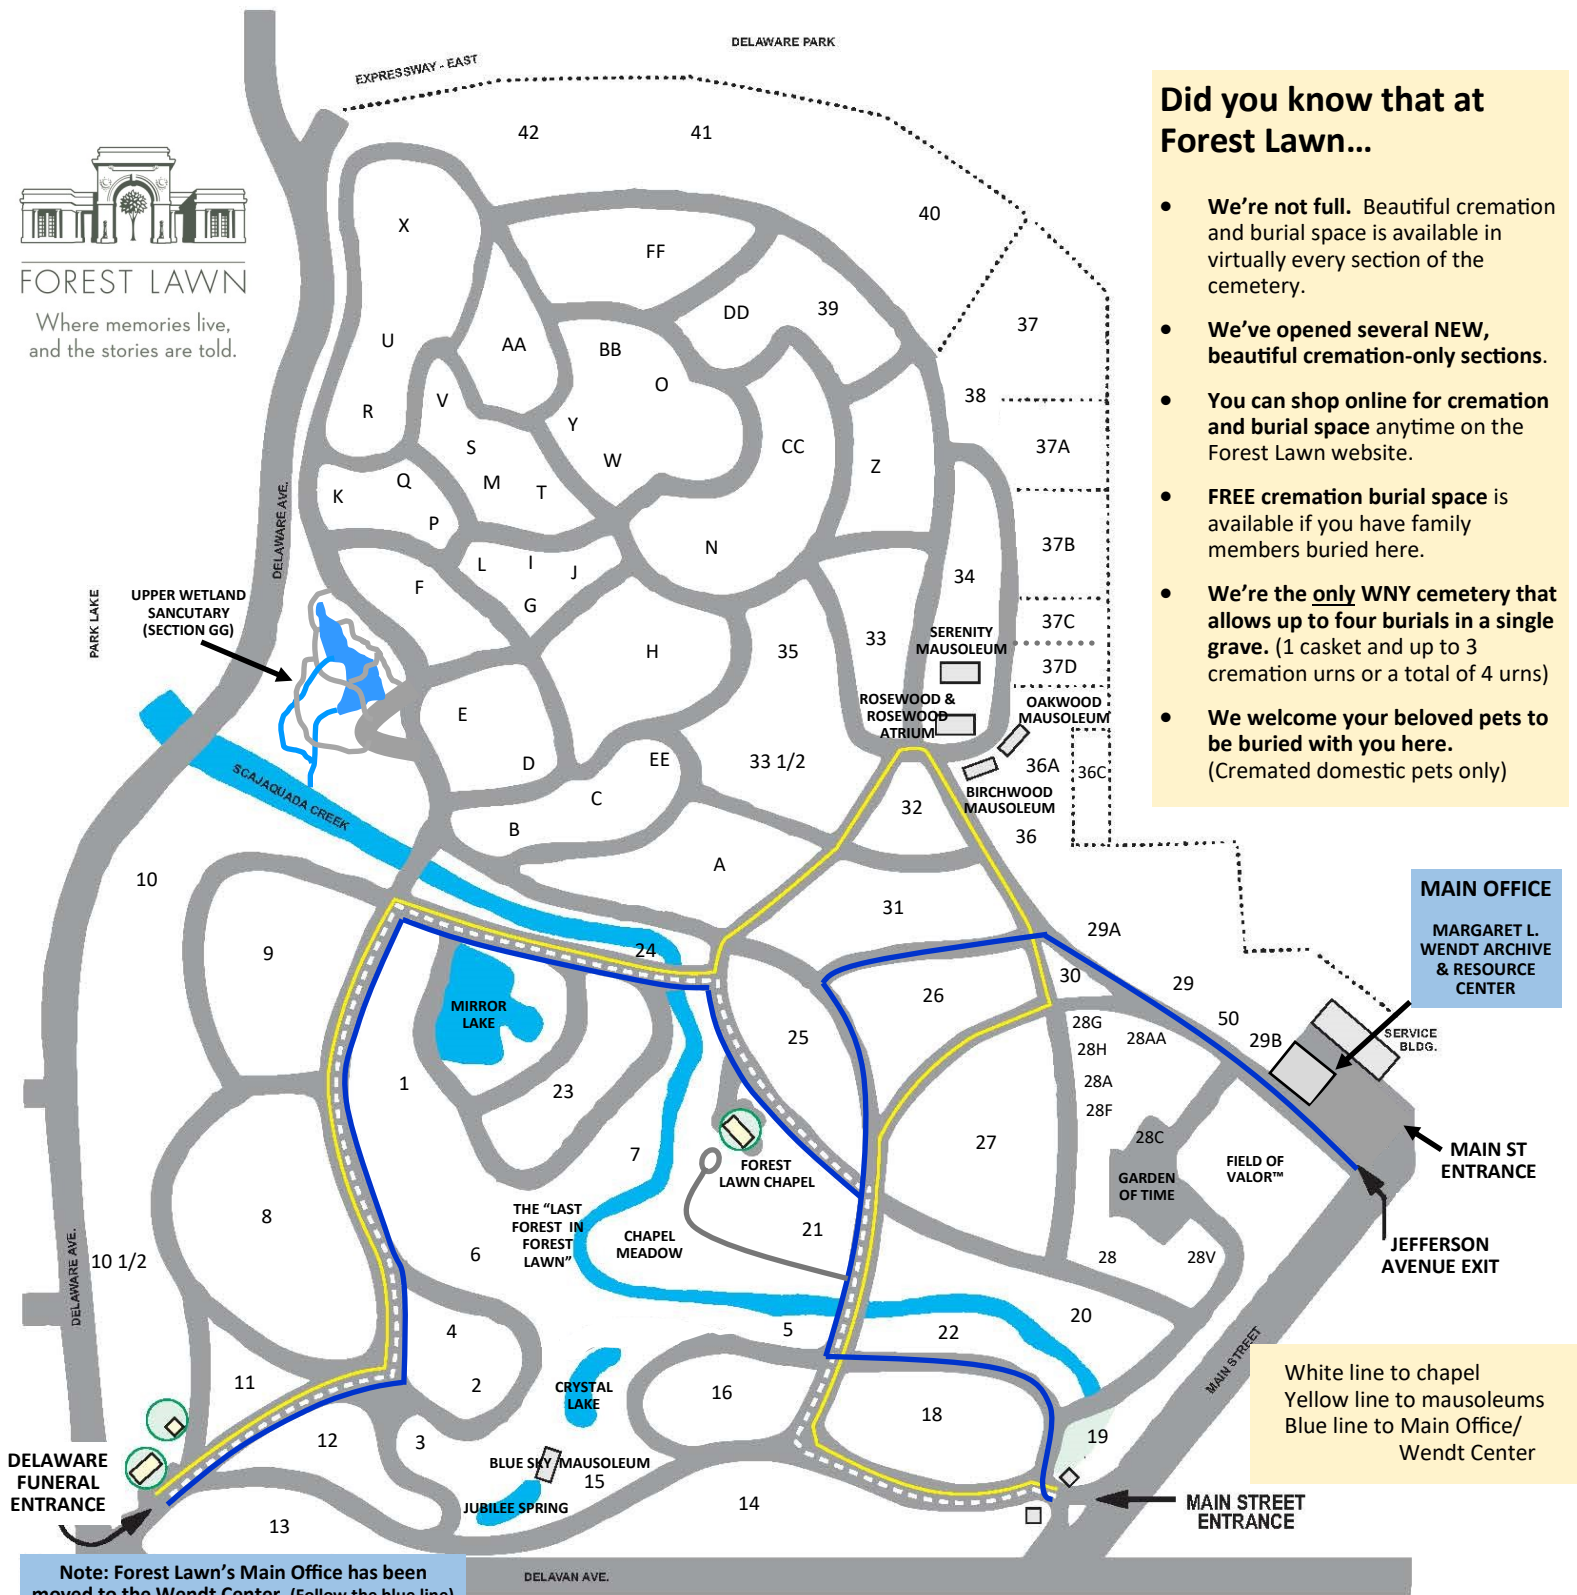 DELAWARE PARK
EXPRESSWAY - EAST
FOREST LAWN
Where memories live,
and the stories are told.
Did you know that at
Forest Lawn...
• We're not full. Beautiful cremation
and burial space is available in
virtually every section of the
cemetery.
• We've opened several NEW,
beautiful cremation-only sections.
• You can shop online for cremation
and burial space anytime on the
Forest Lawn website.
• FREE cremation burial space is
available if you have family
members buried here.
• We're the only WNY cemetery that
allows up to four burials in a single
grave. (1 casket and up to 3
cremation urns or a total of 4 urns)
• We welcome your beloved pets to
be buried with you here.
(Cremated domestic pets only)
42
41
40
X
FF
DD
39
37
U
AA
BB
O
38
R
V
Y
CC
37A
S
W
Z
K
Q
M
T
P
N
37B
L
I
J
34
F
G
37C
DELAWARE AVE.
PARK LAKE
UPPER WETLAND
SANCUTARY
(SECTION GG)
H
35
33
SERENITY
MAUSOLEUM
37D
E
ROSEWOOD &
ROSEWOOD
ATRIUM
OAKWOOD
MAUSOLEUM
D
EE
33 1/2
36A
36C
BIRCHWOOD
MAUSOLEUM
C
32
36
B
SCAJAQUADA CREEK
A
10
31
29A
MAIN OFFICE
MARGARET L.
WENDT ARCHIVE
& RESOURCE
CENTER
9
24
30
29
26
MIRROR
LAKE
25
28G
28AA
50
29B
SERVICE
BLDG.
28H
1
23
28A
28F
27
28C
7
FOREST
LAWN CHAPEL
GARDEN
OF TIME
FIELD OF
VALOR™
MAIN ST
ENTRANCE
8
THE "LAST
FOREST IN
FOREST
LAWN"
CHAPEL
MEADOW
21
JEFFERSON
AVENUE EXIT
10 1/2
DELAWARE AVE.
6
28
28V
20
4
5
22
MAIN STREET
11
2
CRYSTAL
LAKE
16
18
White line to chapel
Yellow line to mausoleums
Blue line to Main Office/
Wendt Center
12
3
19
DELAWARE
FUNERAL
ENTRANCE
BLUE SKY MAUSOLEUM
15
JUBILEE SPRING
14
13
MAIN STREET
ENTRANCE
Note: Forest Lawn's Main Office has been
moved to the Wendt Center. (Follow the blue line)
DELAVAN AVE.